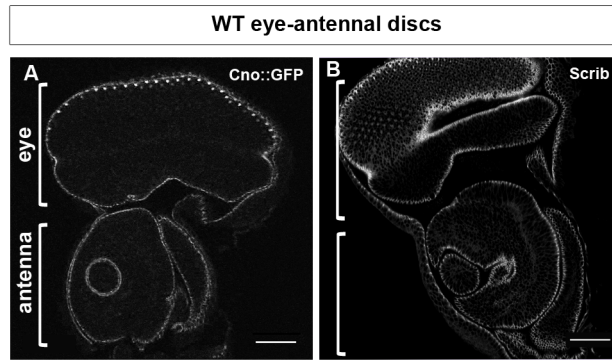 WT eye-antennal discs
A
Cno::GFP
B
Scrib
eye
antenna